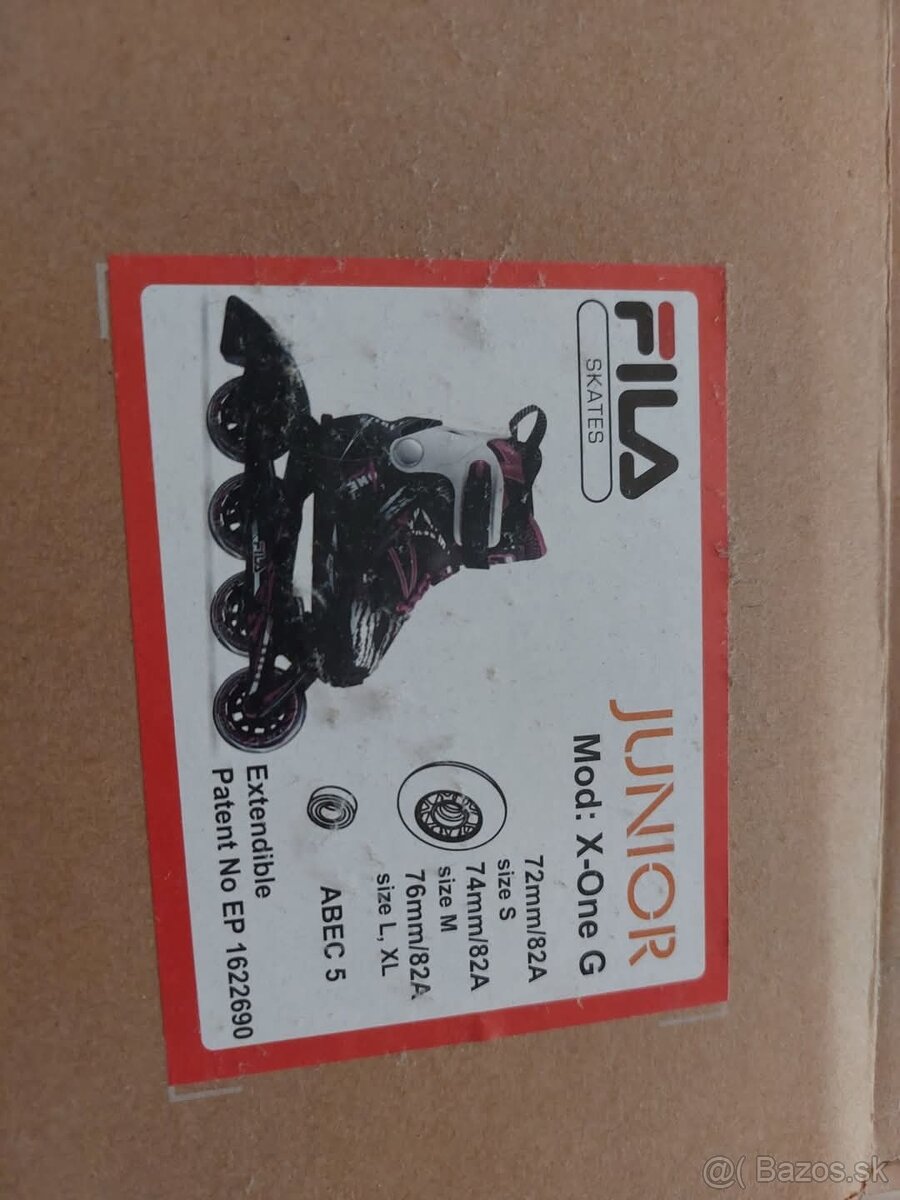 FILA
SKATES
JUNIOR
Mod: X-One G
72mm/82A
size S
74mm/82A
size M
76mm/82A
size L, XL
ABEC 5
Extendible
Patent No EP 1622690
FILA
@( Bazos.sk